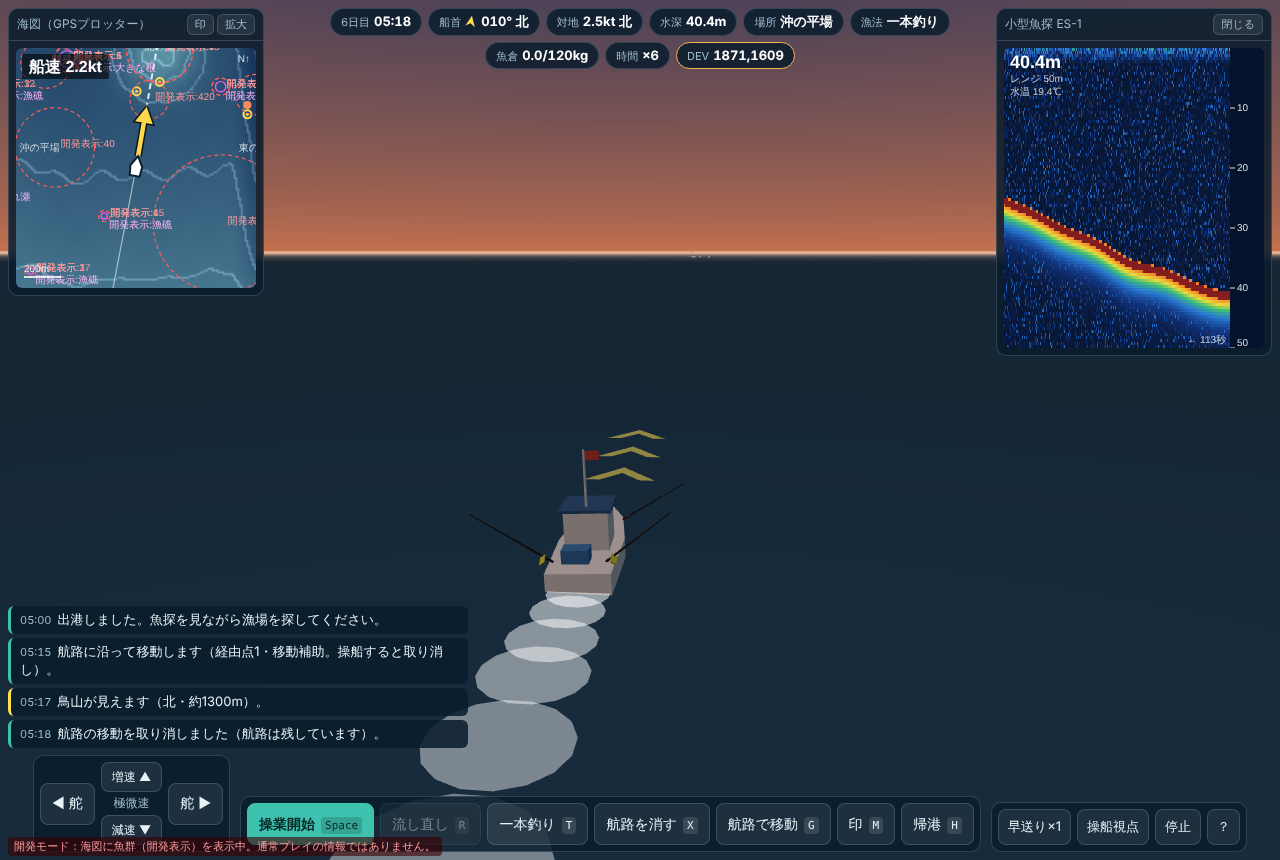 海図（GPSプロッター）
印
拡大
船速 2.2kt
N↑
:大きな根
開発表示:420
:漁礁
開発表
開発表
沖の平場
開発表示:40
東の
開発表
開発表示:漁礁
200m
開発表示:漁礁
6日目 05:18
船首 010° 北
対地 2.5kt 北
水深 40.4m
場所 沖の平場
漁法 一本釣り
魚倉 0.0/120kg
時間 ×6
DEV 1871,1609
小型魚探 ES-1
閉じる
40.4m
レンジ 50m
水温 19.4℃
10
20
30
40
50
← 113秒
05:00 出港しました。魚探を見ながら漁場を探してください。
05:15 航路に沿って移動します（経由点1・移動補助。操船すると取り消
し）。
05:17 鳥山が見えます（北・約1300m）。
05:18 航路の移動を取り消しました（航路は残しています）。
◀ 舵
増速 ▲
極微速
減速 ▼
舵 ▶
操業開始 Space
流し直し R
一本釣り T
航路を消す X
航路で移動 G
印 M
帰港 H
早送り×1
操船視点
停止
?
開発モード：海図に魚群（開発表示）を表示中。通常プレイの情報ではありません。